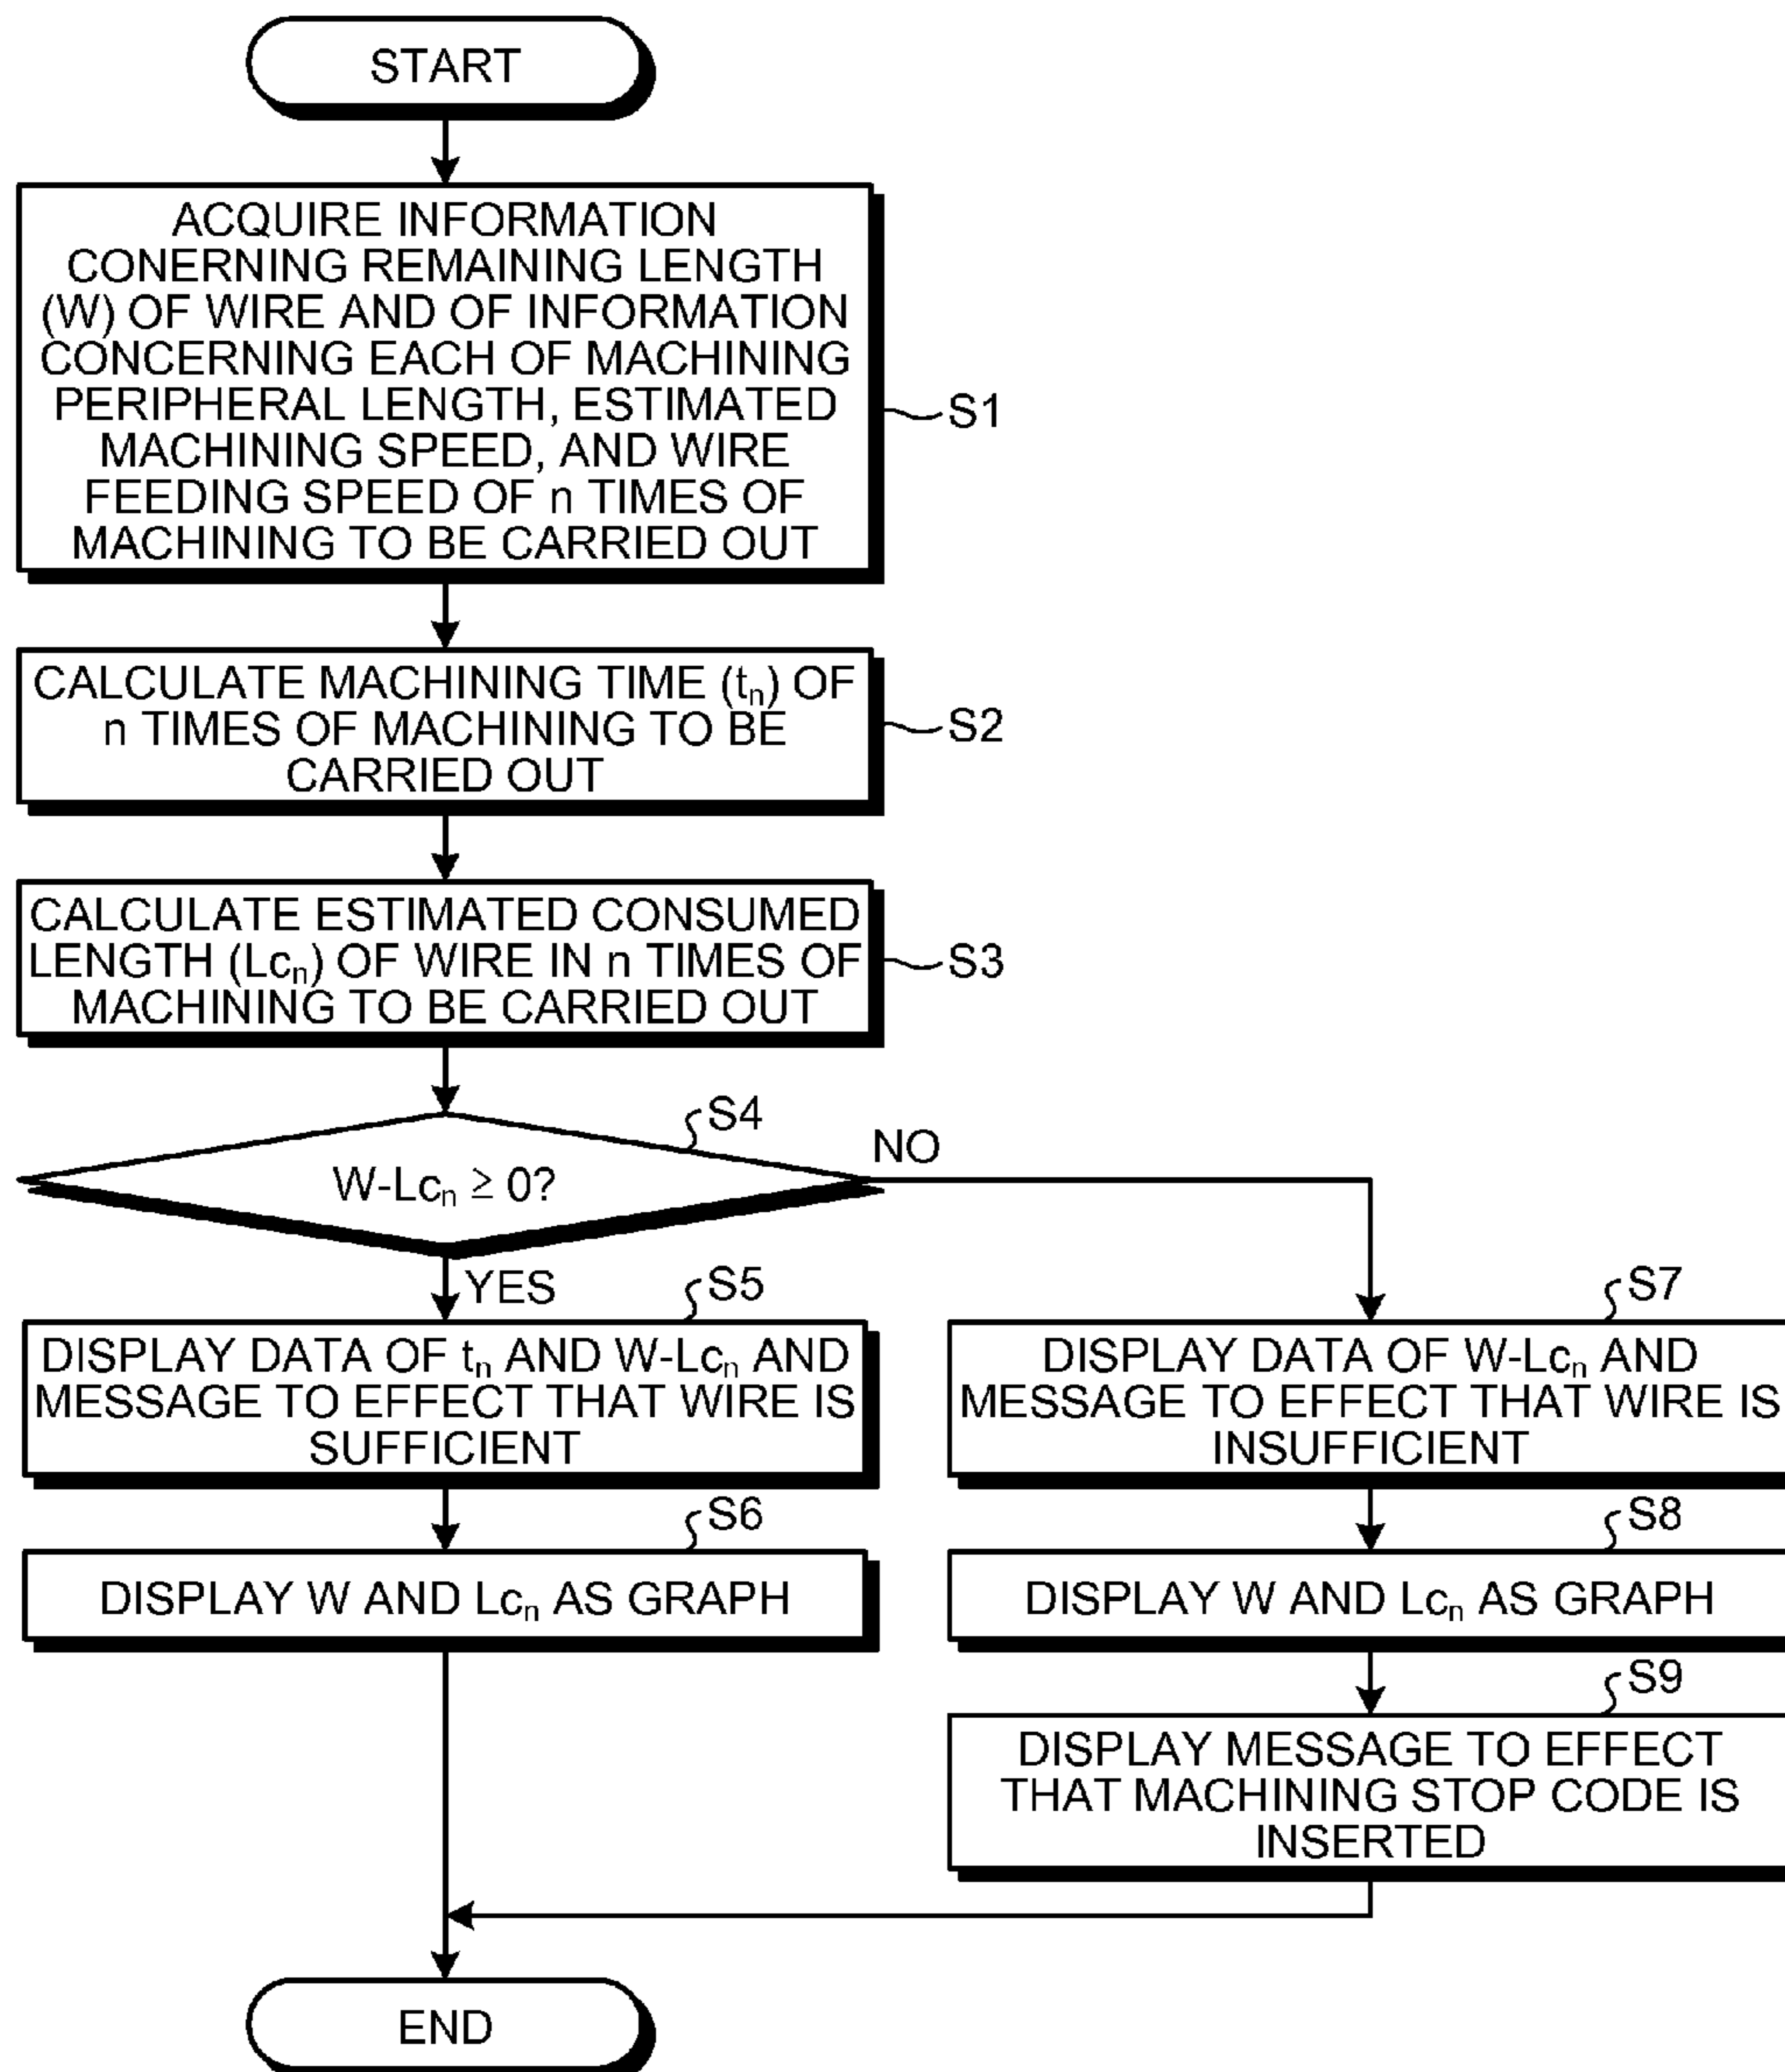 START
ACQUIRE INFORMATION
CONERNING REMAINING LENGTH
(W) OF WIRE AND OF INFORMATION
CONCERNING EACH OF MACHINING
PERIPHERAL LENGTH, ESTIMATED
MACHINING SPEED, AND WIRE
FEEDING SPEED OF n TIMES OF
MACHINING TO BE CARRIED OUT
S1
CALCULATE MACHINING TIME (tn) OF
n TIMES OF MACHINING TO BE
CARRIED OUT
S2
CALCULATE ESTIMATED CONSUMED
LENGTH (Lcn) OF WIRE IN n TIMES OF
MACHINING TO BE CARRIED OUT
S3
S4
W-Lcn ≥ 0?
NO
YES
S5
DISPLAY DATA OF tn AND W-Lcn AND
MESSAGE TO EFFECT THAT WIRE IS
SUFFICIENT
S6
DISPLAY W AND Lcn AS GRAPH
S7
DISPLAY DATA OF W-Lcn AND
MESSAGE TO EFFECT THAT WIRE IS
INSUFFICIENT
S8
DISPLAY W AND Lcn AS GRAPH
S9
DISPLAY MESSAGE TO EFFECT
THAT MACHINING STOP CODE IS
INSERTED
END